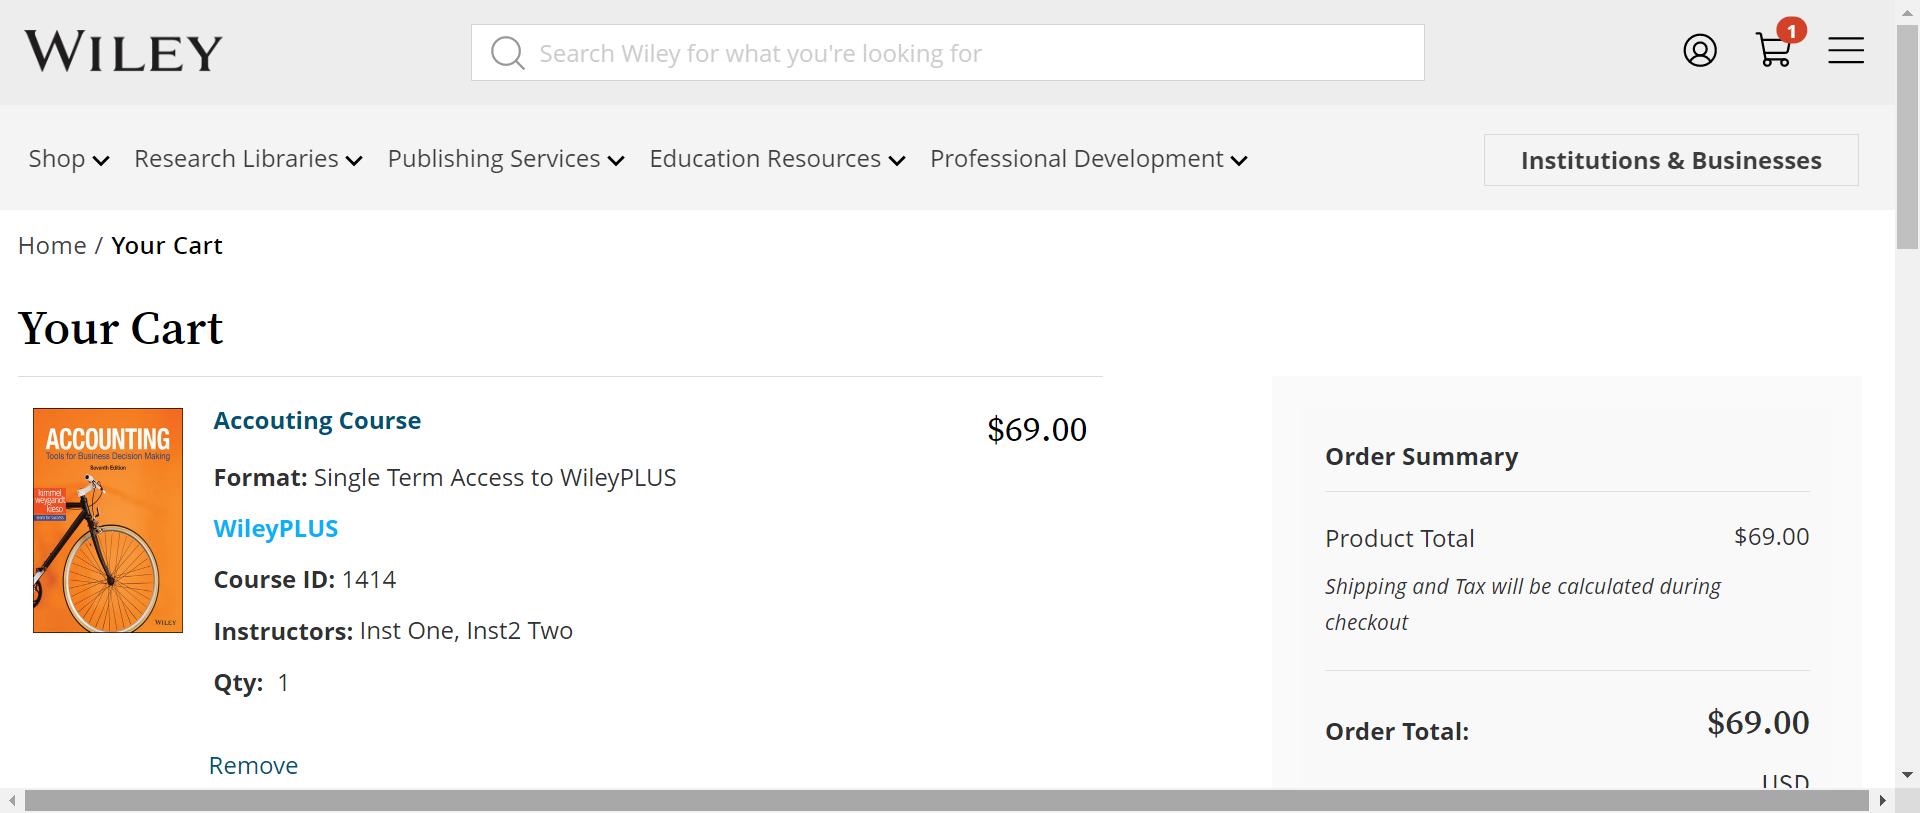 WILEY
Search Wiley for what you're looking for
1
Shop Research Libraries Publishing Services Education Resources Professional Development Institutions & Businesses
Home / Your Cart
Your Cart
ACCOUNTING
Tools for Business Decision Making
Seventh Edition
kimmel
weygandt
kieso
WILEY
Accouting Course
$69.00
Format: Single Term Access to WileyPLUS
WileyPLUS
Course ID: 1414
Instructors: Inst One, Inst2 Two
Qty: 1
Remove
Order Summary
Product Total $69.00
Shipping and Tax will be calculated during
checkout
Order Total: $69.00
USD